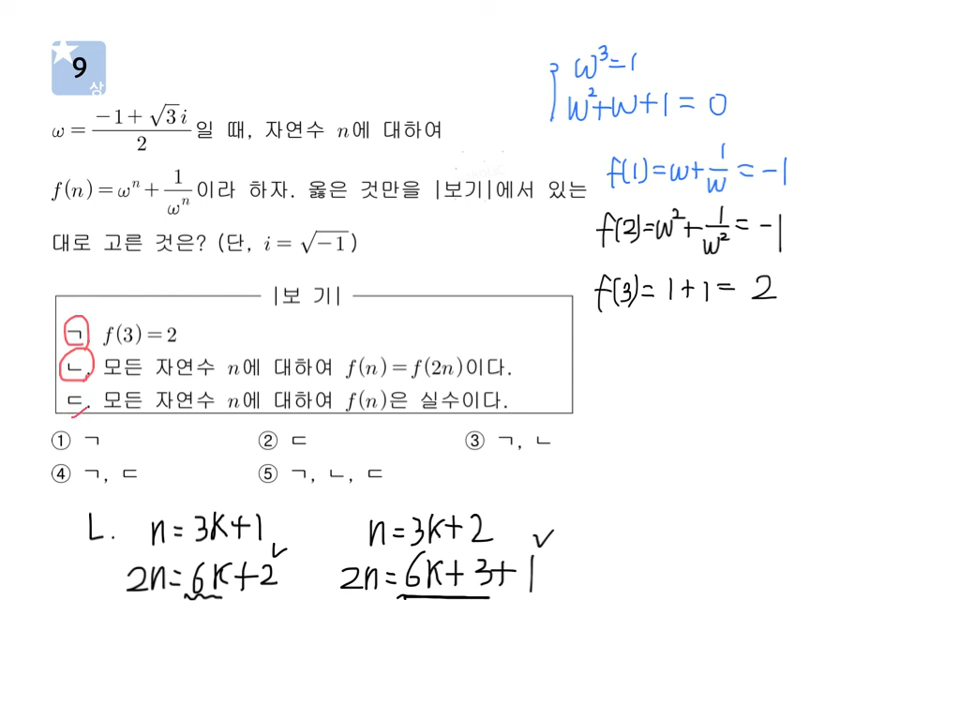 9
상
ω = (-1+√3 i)/2 일 때, 자연수 n에 대하여
f(n) = ωⁿ + 1/ωⁿ 이라 하자. 옳은 것만을 |보기|에서 있는
대로 고른 것은? (단, i = √-1)
|보 기|
ㄱ. f(3) = 2
ㄴ. 모든 자연수 n에 대하여 f(n) = f(2n)이다.
ㄷ. 모든 자연수 n에 대하여 f(n)은 실수이다.
① ㄱ ② ㄷ ③ ㄱ, ㄴ
④ ㄱ, ㄷ ⑤ ㄱ, ㄴ, ㄷ
ω³=1
ω²+ω+1=0
f(1)=ω+1/ω=-1
f(2)=ω²+1/ω²=-1
f(3)=1+1=2
ㄴ. n=3k+1 n=3k+2
2n=6k+2 2n=6k+3+1